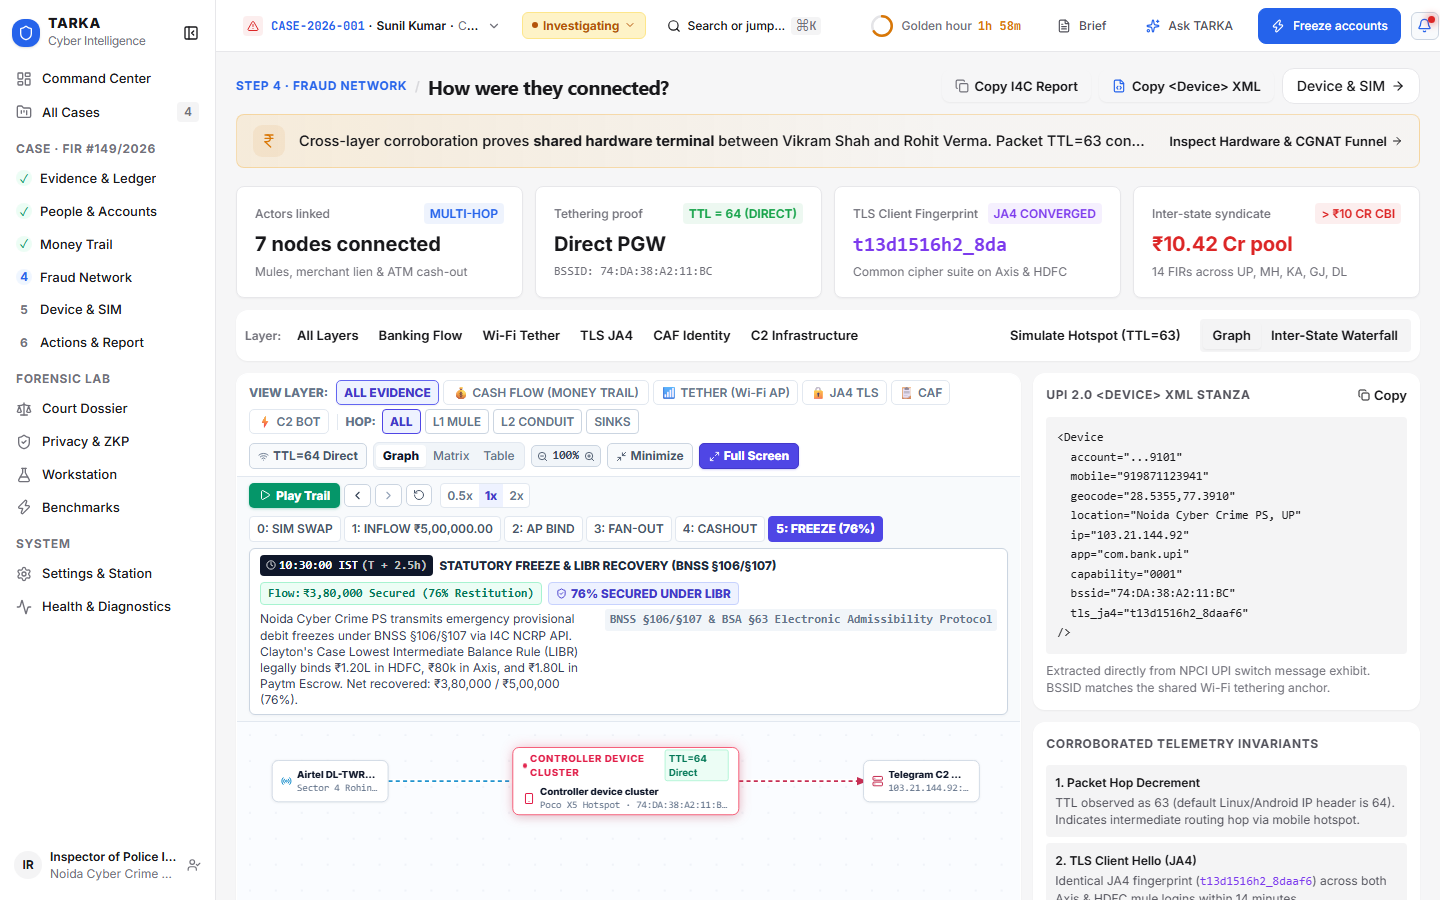 TARKA
Cyber Intelligence
Command Center
All Cases 4
CASE · FIR #149/2026
✓ Evidence & Ledger
✓ People & Accounts
✓ Money Trail
4 Fraud Network
5 Device & SIM
6 Actions & Report
FORENSIC LAB
Court Dossier
Privacy & ZKP
Workstation
Benchmarks
SYSTEM
Settings & Station
Health & Diagnostics
IR
Inspector of Police I...
Noida Cyber Crime ...
CASE-2026-001 · Sunil Kumar · C...
Investigating
Search or jump... ⌘K
Golden hour 1h 58m
Brief
Ask TARKA
Freeze accounts
STEP 4 · FRAUD NETWORK / How were they connected?
Copy I4C Report
Copy <Device> XML
Device & SIM →
₹ Cross-layer corroboration proves shared hardware terminal between Vikram Shah and Rohit Verma. Packet TTL=63 con...
Inspect Hardware & CGNAT Funnel →
Actors linked MULTI-HOP
7 nodes connected
Mules, merchant lien & ATM cash-out
Tethering proof TTL = 64 (DIRECT)
Direct PGW
BSSID: 74:DA:38:A2:11:BC
TLS Client Fingerprint JA4 CONVERGED
t13d1516h2_8da
Common cipher suite on Axis & HDFC
Inter-state syndicate > ₹10 CR CBI
₹10.42 Cr pool
14 FIRs across UP, MH, KA, GJ, DL
Layer: All Layers Banking Flow Wi-Fi Tether TLS JA4 CAF Identity C2 Infrastructure
Simulate Hotspot (TTL=63) Graph Inter-State Waterfall
VIEW LAYER: ALL EVIDENCE CASH FLOW (MONEY TRAIL) TETHER (Wi-Fi AP) JA4 TLS CAF
C2 BOT HOP: ALL L1 MULE L2 CONDUIT SINKS
TTL=64 Direct Graph Matrix Table 100% Minimize Full Screen
Play Trail 0.5x 1x 2x
0: SIM SWAP 1: INFLOW ₹5,00,000.00 2: AP BIND 3: FAN-OUT 4: CASHOUT 5: FREEZE (76%)
10:30:00 IST (T + 2.5h) STATUTORY FREEZE & LIBR RECOVERY (BNSS §106/§107)
Flow: ₹3,80,000 Secured (76% Restitution) 76% SECURED UNDER LIBR
Noida Cyber Crime PS transmits emergency provisional
debit freezes under BNSS §106/§107 via I4C NCRP API.
Clayton's Case Lowest Intermediate Balance Rule (LIBR)
legally binds ₹1.20L in HDFC, ₹80k in Axis, and ₹1.80L in
Paytm Escrow. Net recovered: ₹3,80,000 / ₹5,00,000
(76%).
BNSS §106/§107 & BSA §63 Electronic Admissibility Protocol
Airtel DL-TWR...
Sector 4 Rohin...
CONTROLLER DEVICE
CLUSTER
TTL=64
Direct
Controller device cluster
Poco X5 Hotspot · 74:DA:38:A2:11:B...
Telegram C2 ...
103.21.144.92:...
UPI 2.0 <DEVICE> XML STANZA
Copy
<Device
account="...9101"
mobile="919871123941"
geocode="28.5355,77.3910"
location="Noida Cyber Crime PS, UP"
ip="103.21.144.92"
app="com.bank.upi"
capability="0001"
bssid="74:DA:38:A2:11:BC"
tls_ja4="t13d1516h2_8daaf6"
/>
Extracted directly from NPCI UPI switch message exhibit.
BSSID matches the shared Wi-Fi tethering anchor.
CORROBORATED TELEMETRY INVARIANTS
1. Packet Hop Decrement
TTL observed as 63 (default Linux/Android IP header is 64).
Indicates intermediate routing hop via mobile hotspot.
2. TLS Client Hello (JA4)
Identical JA4 fingerprint (t13d1516h2_8daaf6) across both
Axis & HDFC mule logins within 14 minutes